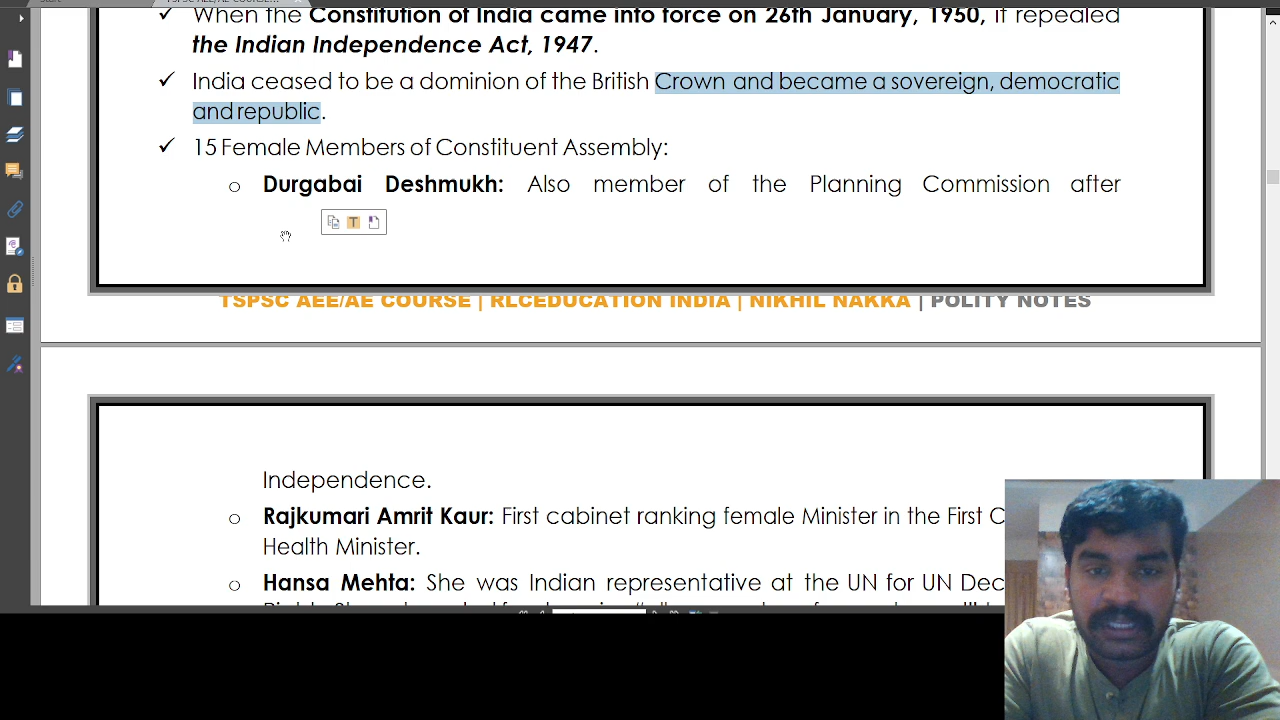 When the Constitution of India came into force on 26th January, 1950, it repealed
the Indian Independence Act, 1947.
✓ India ceased to be a dominion of the British Crown and became a sovereign, democratic
and republic.
✓ 15 Female Members of Constituent Assembly:
o Durgabai Deshmukh: Also member of the Planning Commission after
T
TSPSC AEE/AE COURSE | RLCEDUCATION INDIA | NIKHIL NAKKA | POLITY NOTES
Independence.
o Rajkumari Amrit Kaur: First cabinet ranking female Minister in the First C
Health Minister.
o Hansa Mehta: She was Indian representative at the UN for UN Dec